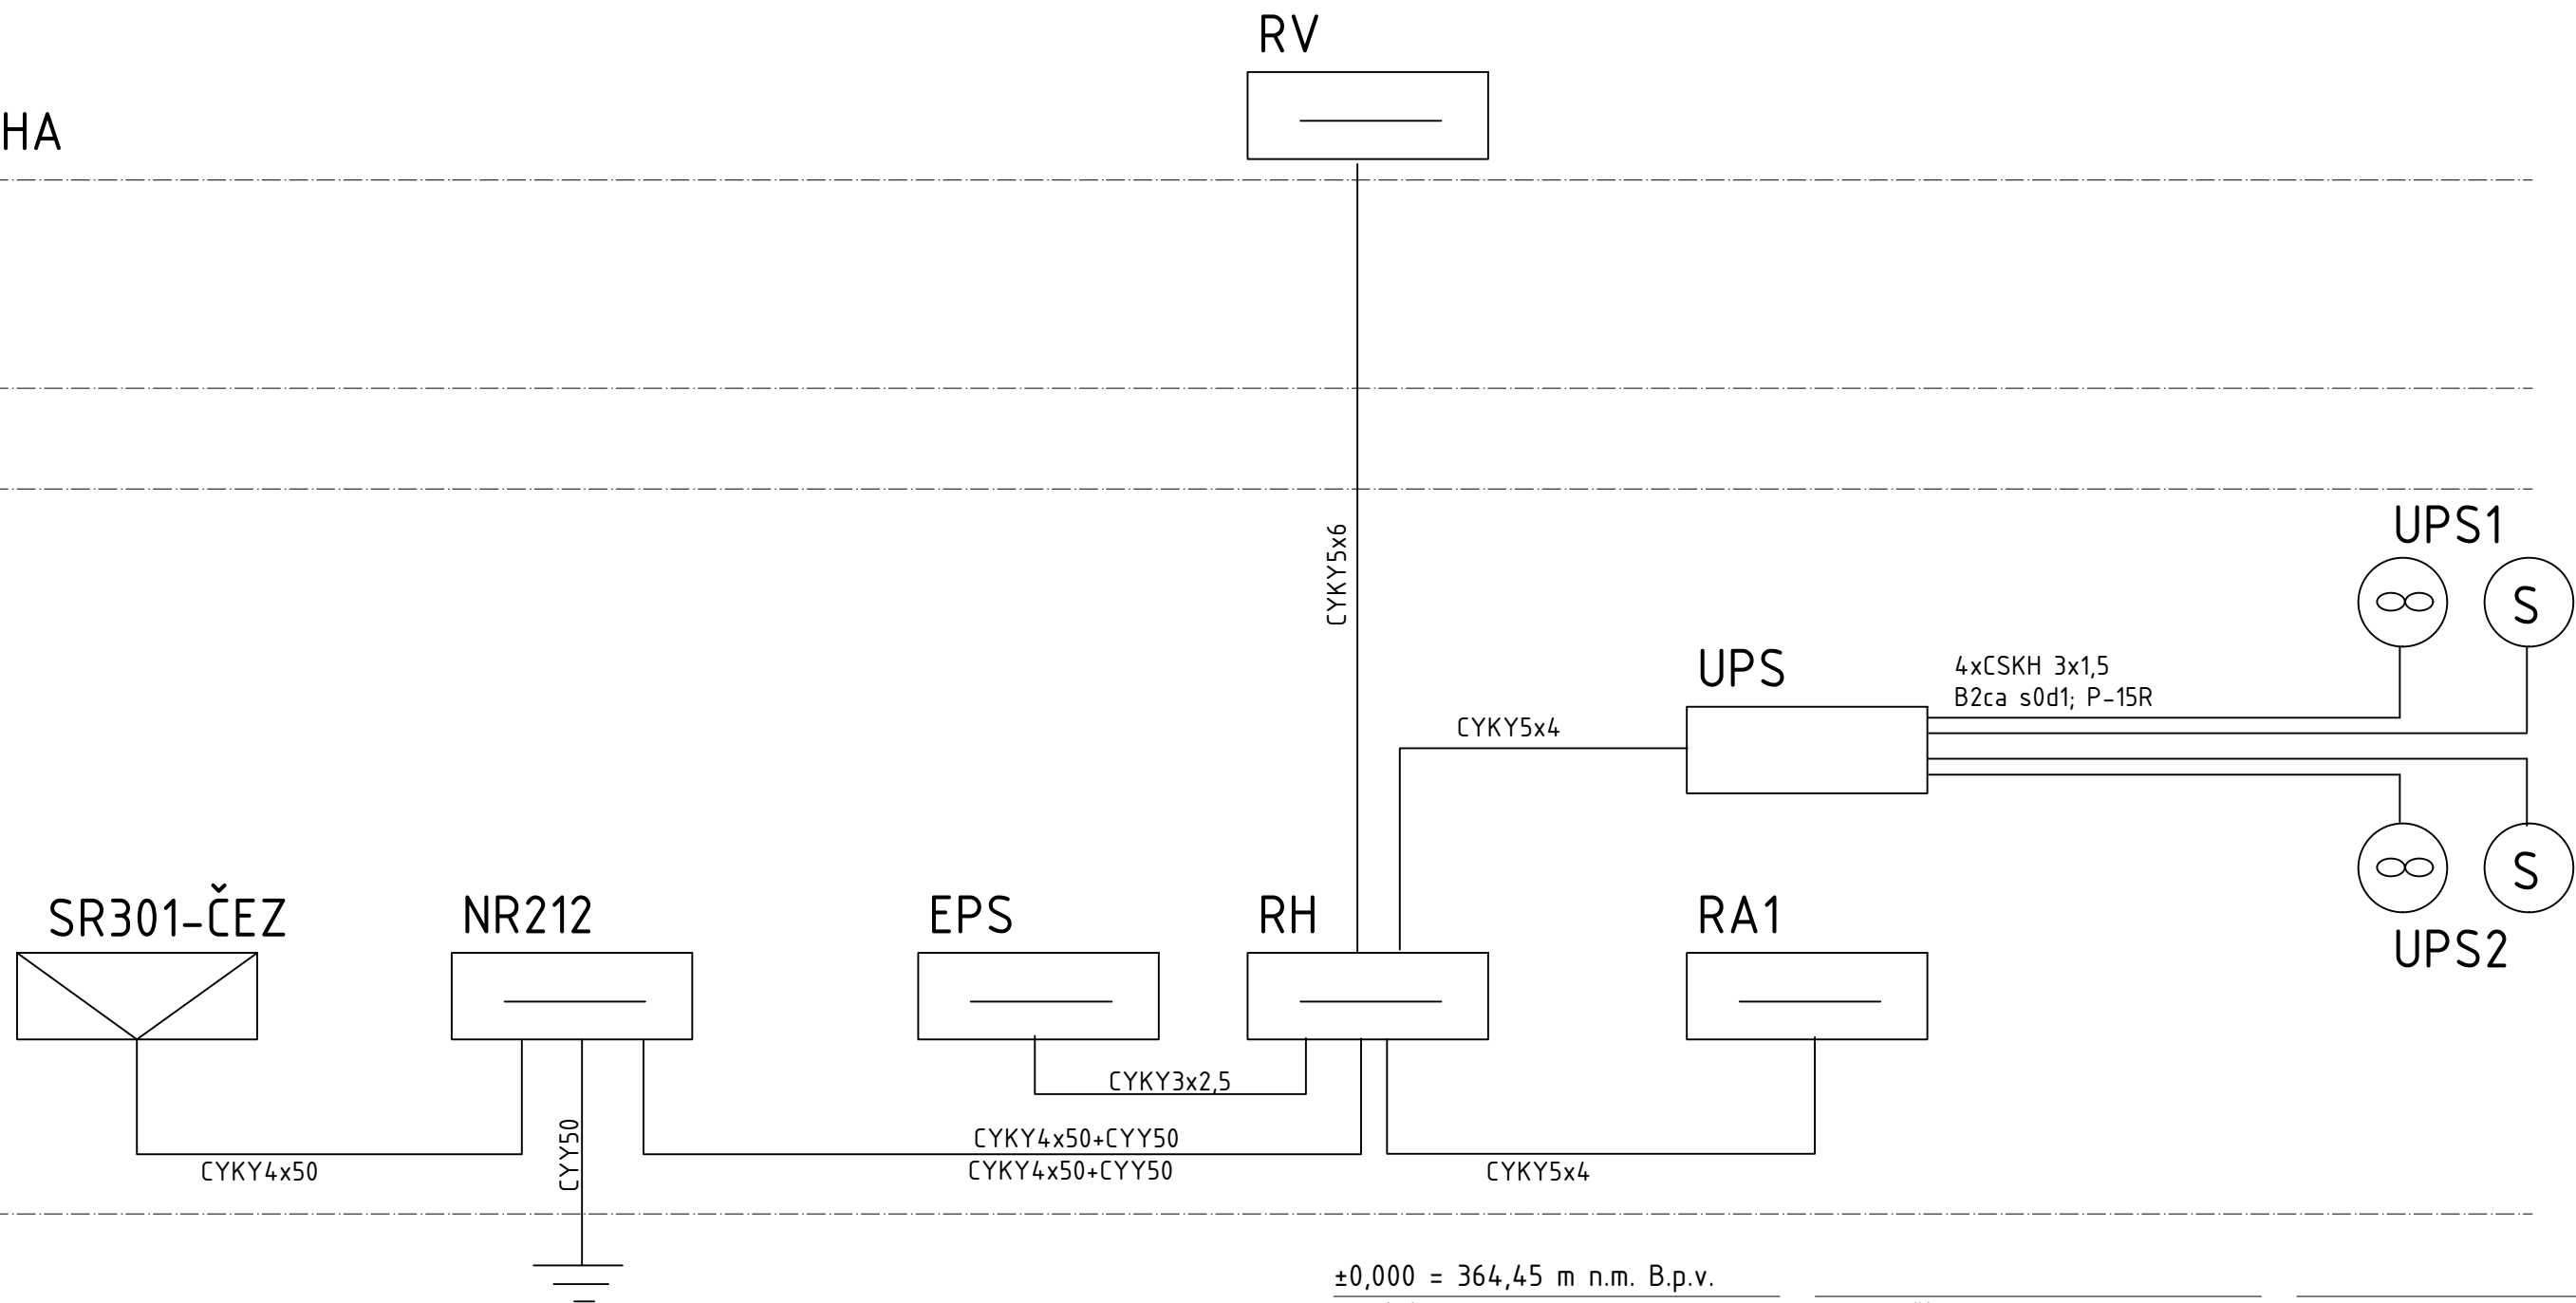 RV
HA
CYKY5x6
UPS1
S
UPS
4xCSKH 3x1,5
B2ca s0d1; P-15R
CYKY5x4
S
UPS2
SR301-ČEZ
NR212
EPS
RH
RA1
CYKY3x2,5
CYY50
CYKY4x50+CYY50
CYKY4x50
CYKY4x50+CYY50
CYKY5x4
±0,000 = 364,45 m n.m. B.p.v.